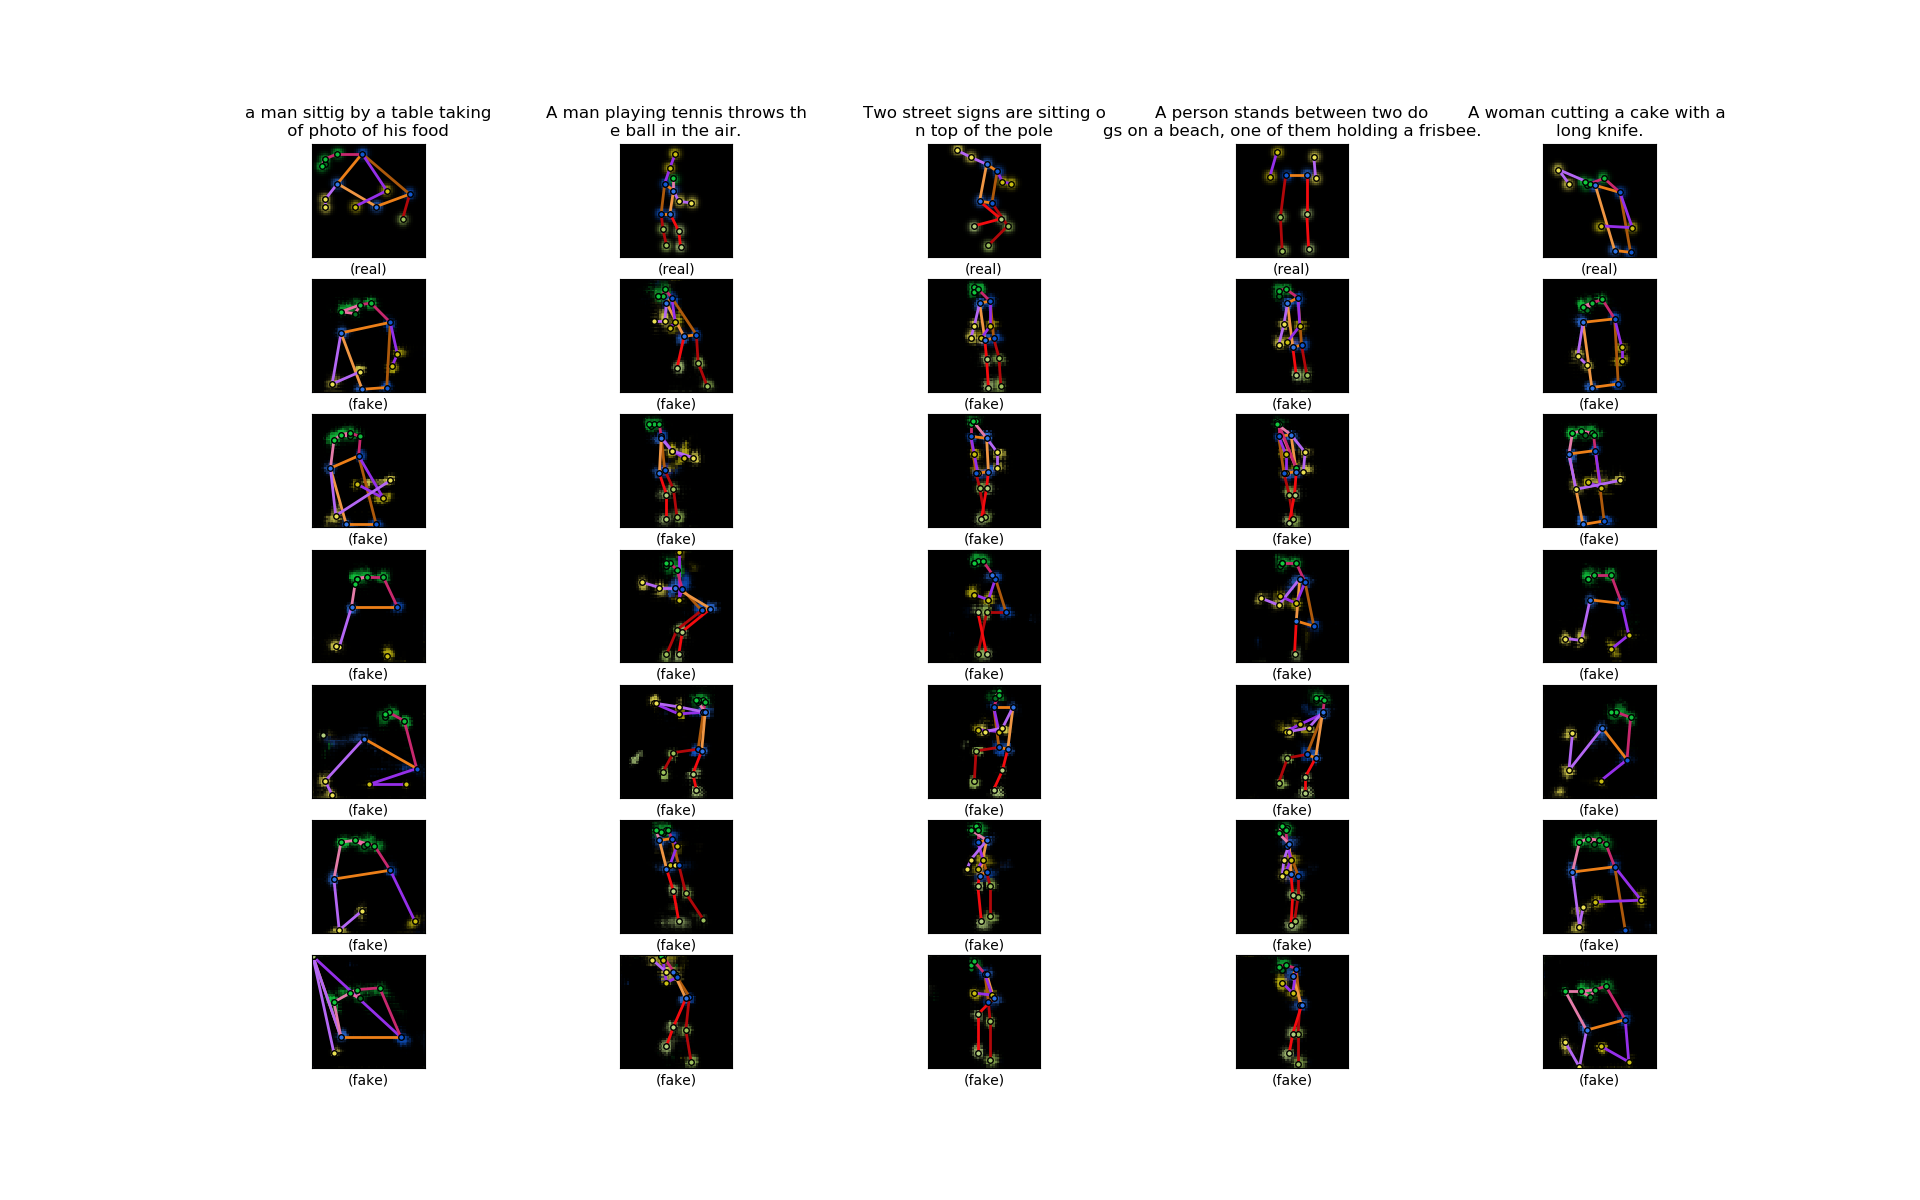 a man sittig by a table taking
of photo of his food
A man playing tennis throws th
e ball in the air.
Two street signs are sitting o
n top of the pole
A person stands between two do
gs on a beach, one of them holding a frisbee.
A woman cutting a cake with a
long knife.
(real) (real) (real) (real) (real)
(fake) (fake) (fake) (fake) (fake)
(fake) (fake) (fake) (fake) (fake)
(fake) (fake) (fake) (fake) (fake)
(fake) (fake) (fake) (fake) (fake)
(fake) (fake) (fake) (fake) (fake)
(fake) (fake) (fake) (fake) (fake)